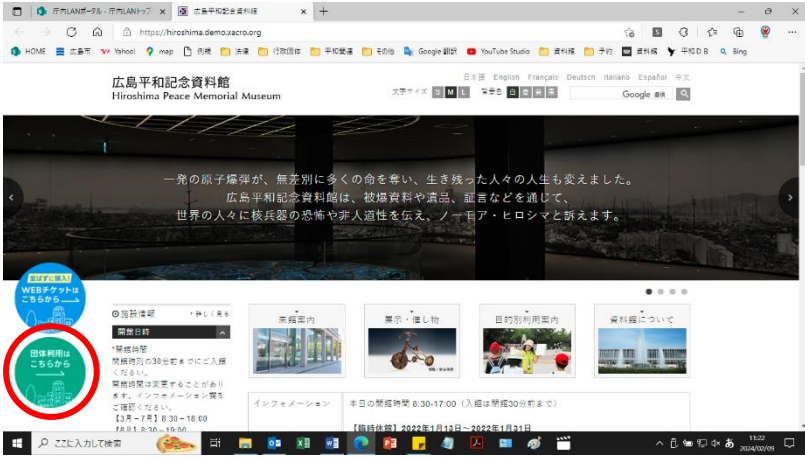 庁内LANポータル - 庁内LANトップ
広島平和記念資料館
https://hiroshima.demo.xacro.org
HOME 広島市 Yahoo! map 例規 法律 行政団体 平和関連 その他 Google 翻訳 YouTube Studio 資料館 予約 資料館 平和ＤＢ Bing
広島平和記念資料館
Hiroshima Peace Memorial Museum
日本語 English Français Deutsch Italiano Español 中文
文字サイズ S M L 背景色 白
Google 提供
一発の原子爆弾が、無差別に多くの命を奪い、生き残った人々の人生も変えました。
広島平和記念資料館は、被爆資料や遺品、証言などを通じて、
世界の人々に核兵器の恐怖や非人道性を伝え、ノーモア・ヒロシマと訴えます。
並ばずに購入!
WEBチケットは
こちらから
団体利用は
こちらから
施設情報
・詳しく見る
開館日時
開館時間
閉館時刻の30分前までにご入館
ください。
開館時間は変更することがあり
ます。インフォメーション欄を
ご確認ください。
【3月－7月】8:30－18:00
【8月】8:30－19:00
来館案内
展示・催し物
目的別利用案内
資料館について
インフォメーション
本日の開館時間 8:30-17:00（入館は閉館30分前まで）
【臨時休館】2022年1月13日～2022年1月31日
ここに入力して検索
あ
11:22
2024/02/09